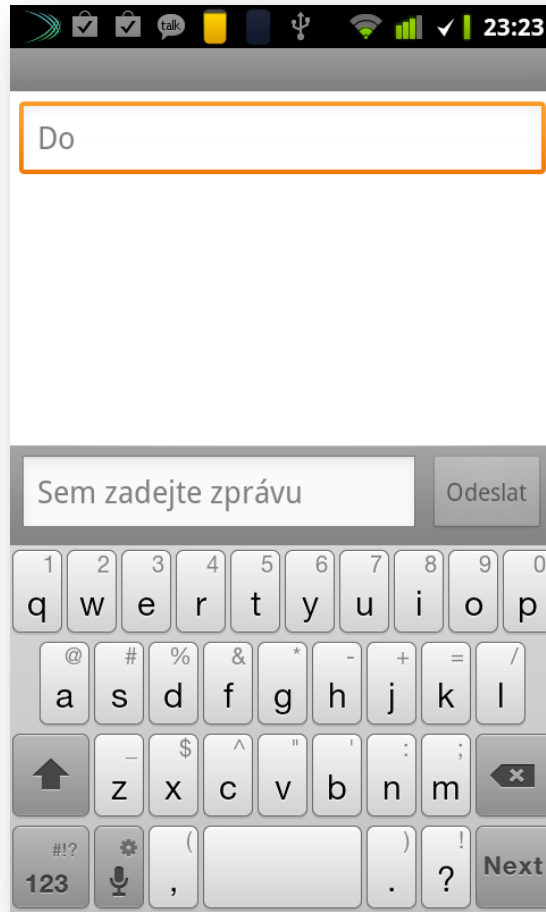 talk 23:23
Do
Sem zadejte zprávu Odeslat
1 2 3 4 5 6 7 8 9 0
q w e r t y u i o p
@ # % & * - + = /
a s d f g h j k l
_ $ ^ " ' : ;
z x c v b n m
#!? ( ) !
123 , . ? Next